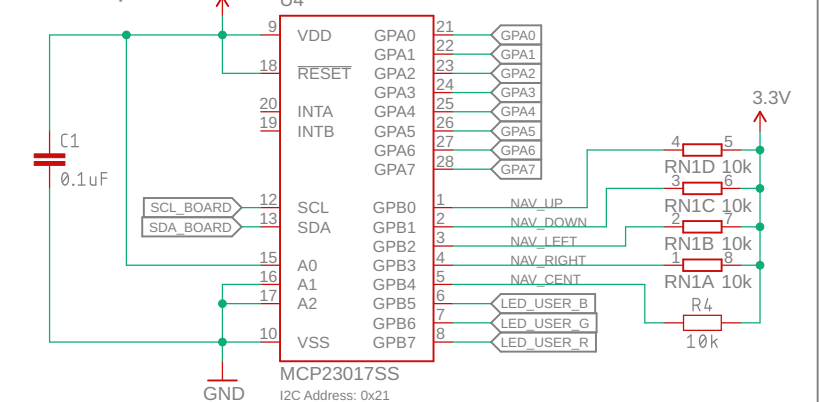 U4
9 VDD GPA0 21 GPA0
GPA1 22 GPA1
18 RESET GPA2 23 GPA2
GPA3 24 GPA3
20 INTA GPA4 25 GPA4
19 INTB GPA5 26 GPA5
GPA6 27 GPA6
GPA7 28 GPA7
C1
0.1uF
3.3V
4 5
RN1D 10k
3 6
RN1C 10k
2 7
RN1B 10k
1 8
RN1A 10k
R4
10k
SCL_BOARD 12 SCL GPB0 1 NAV_UP
SDA_BOARD 13 SDA GPB1 2 NAV_DOWN
GPB2 3 NAV_LEFT
15 A0 GPB3 4 NAV_RIGHT
16 A1 GPB4 5 NAV_CENT
17 A2 GPB5 6 LED_USER_B
GPB6 7 LED_USER_G
10 VSS GPB7 8 LED_USER_R
MCP23017SS
GND
I2C Address: 0x21